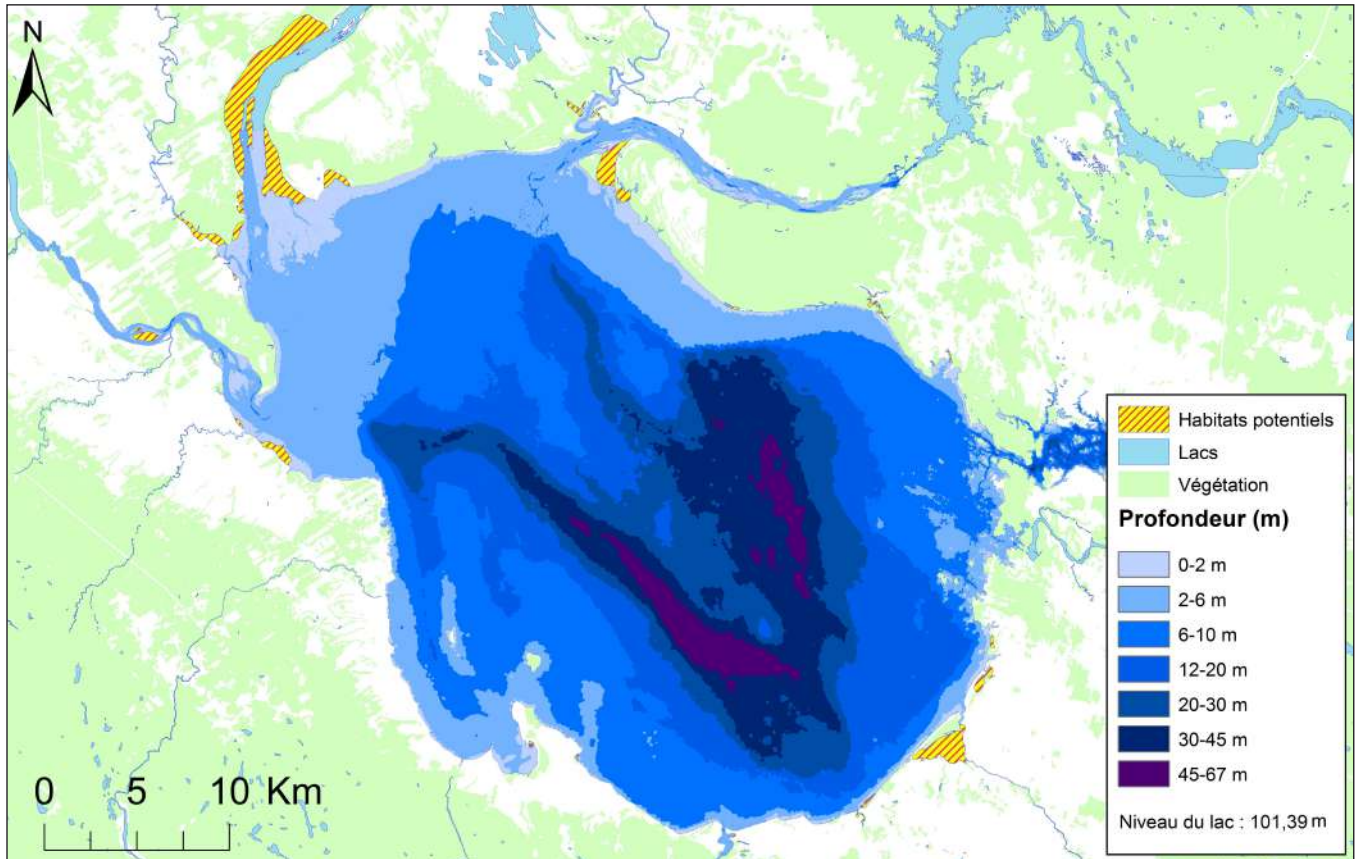 N
Habitats potentiels
Lacs
Végétation
Profondeur (m)
0-2 m
2-6 m
6-10 m
12-20 m
20-30 m
30-45 m
45-67 m
Niveau du lac : 101,39 m
0 5 10 Km